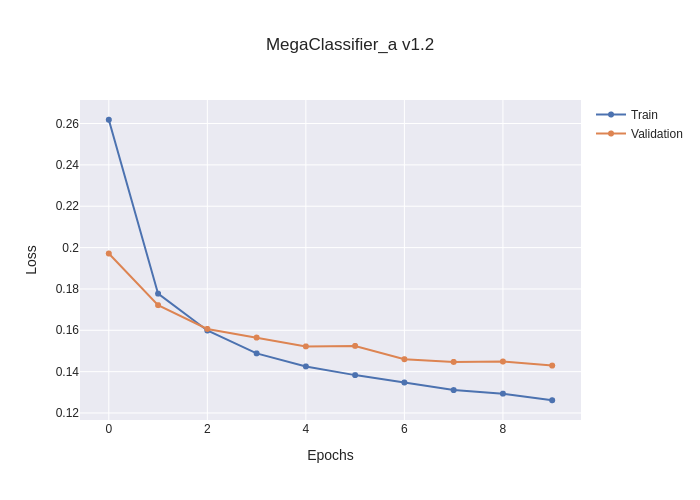 MegaClassifier_a v1.2
Train
Validation
0.26
0.24
0.22
0.2
0.18
0.16
0.14
0.12
Loss
0 2 4 6 8
Epochs